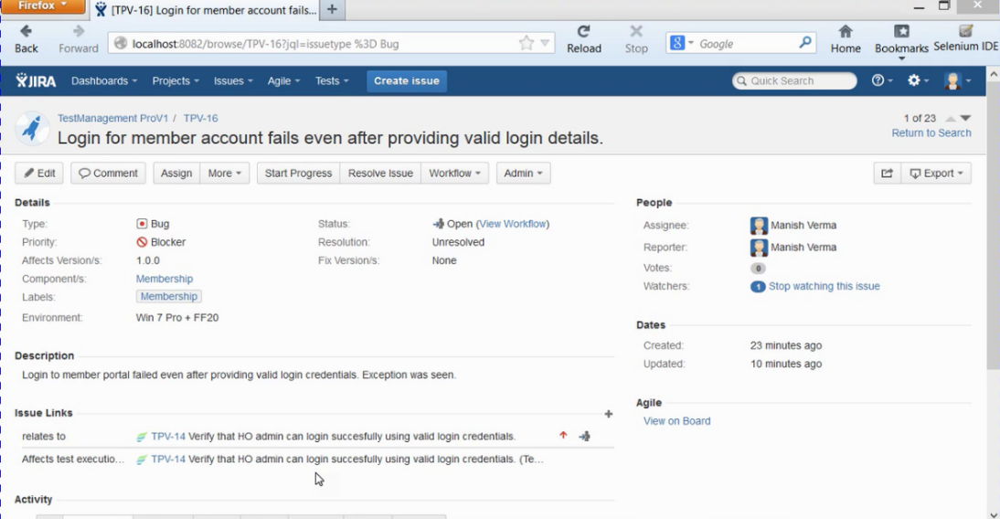 Firefox
[TPV-16] Login for member account fails...
Back Forward localhost:8082/browse/TPV-16?jql=issuetype %3D Bug Reload Stop Google Home Bookmarks Selenium IDE
JIRA Dashboards Projects Issues Agile Tests Create issue Quick Search
TestManagement ProV1 / TPV-16 1 of 23
Login for member account fails even after providing valid login details. Return to Search
Edit Comment Assign More Start Progress Resolve Issue Workflow Admin Export
Details
Type: Bug Status: Open (View Workflow)
Priority: Blocker Resolution: Unresolved
Affects Version/s: 1.0.0 Fix Version/s: None
Component/s: Membership
Labels: Membership
Environment: Win 7 Pro + FF20
Description
Login to member portal failed even after providing valid login credentials. Exception was seen.
Issue Links
relates to TPV-14 Verify that HO admin can login succesfully using valid login credentials.
Affects test executio... TPV-14 Verify that HO admin can login succesfully using valid login credentials. (Te...
Activity
People
Assignee: Manish Verma
Reporter: Manish Verma
Votes: 0
Watchers: 1 Stop watching this issue
Dates
Created: 23 minutes ago
Updated: 10 minutes ago
Agile
View on Board